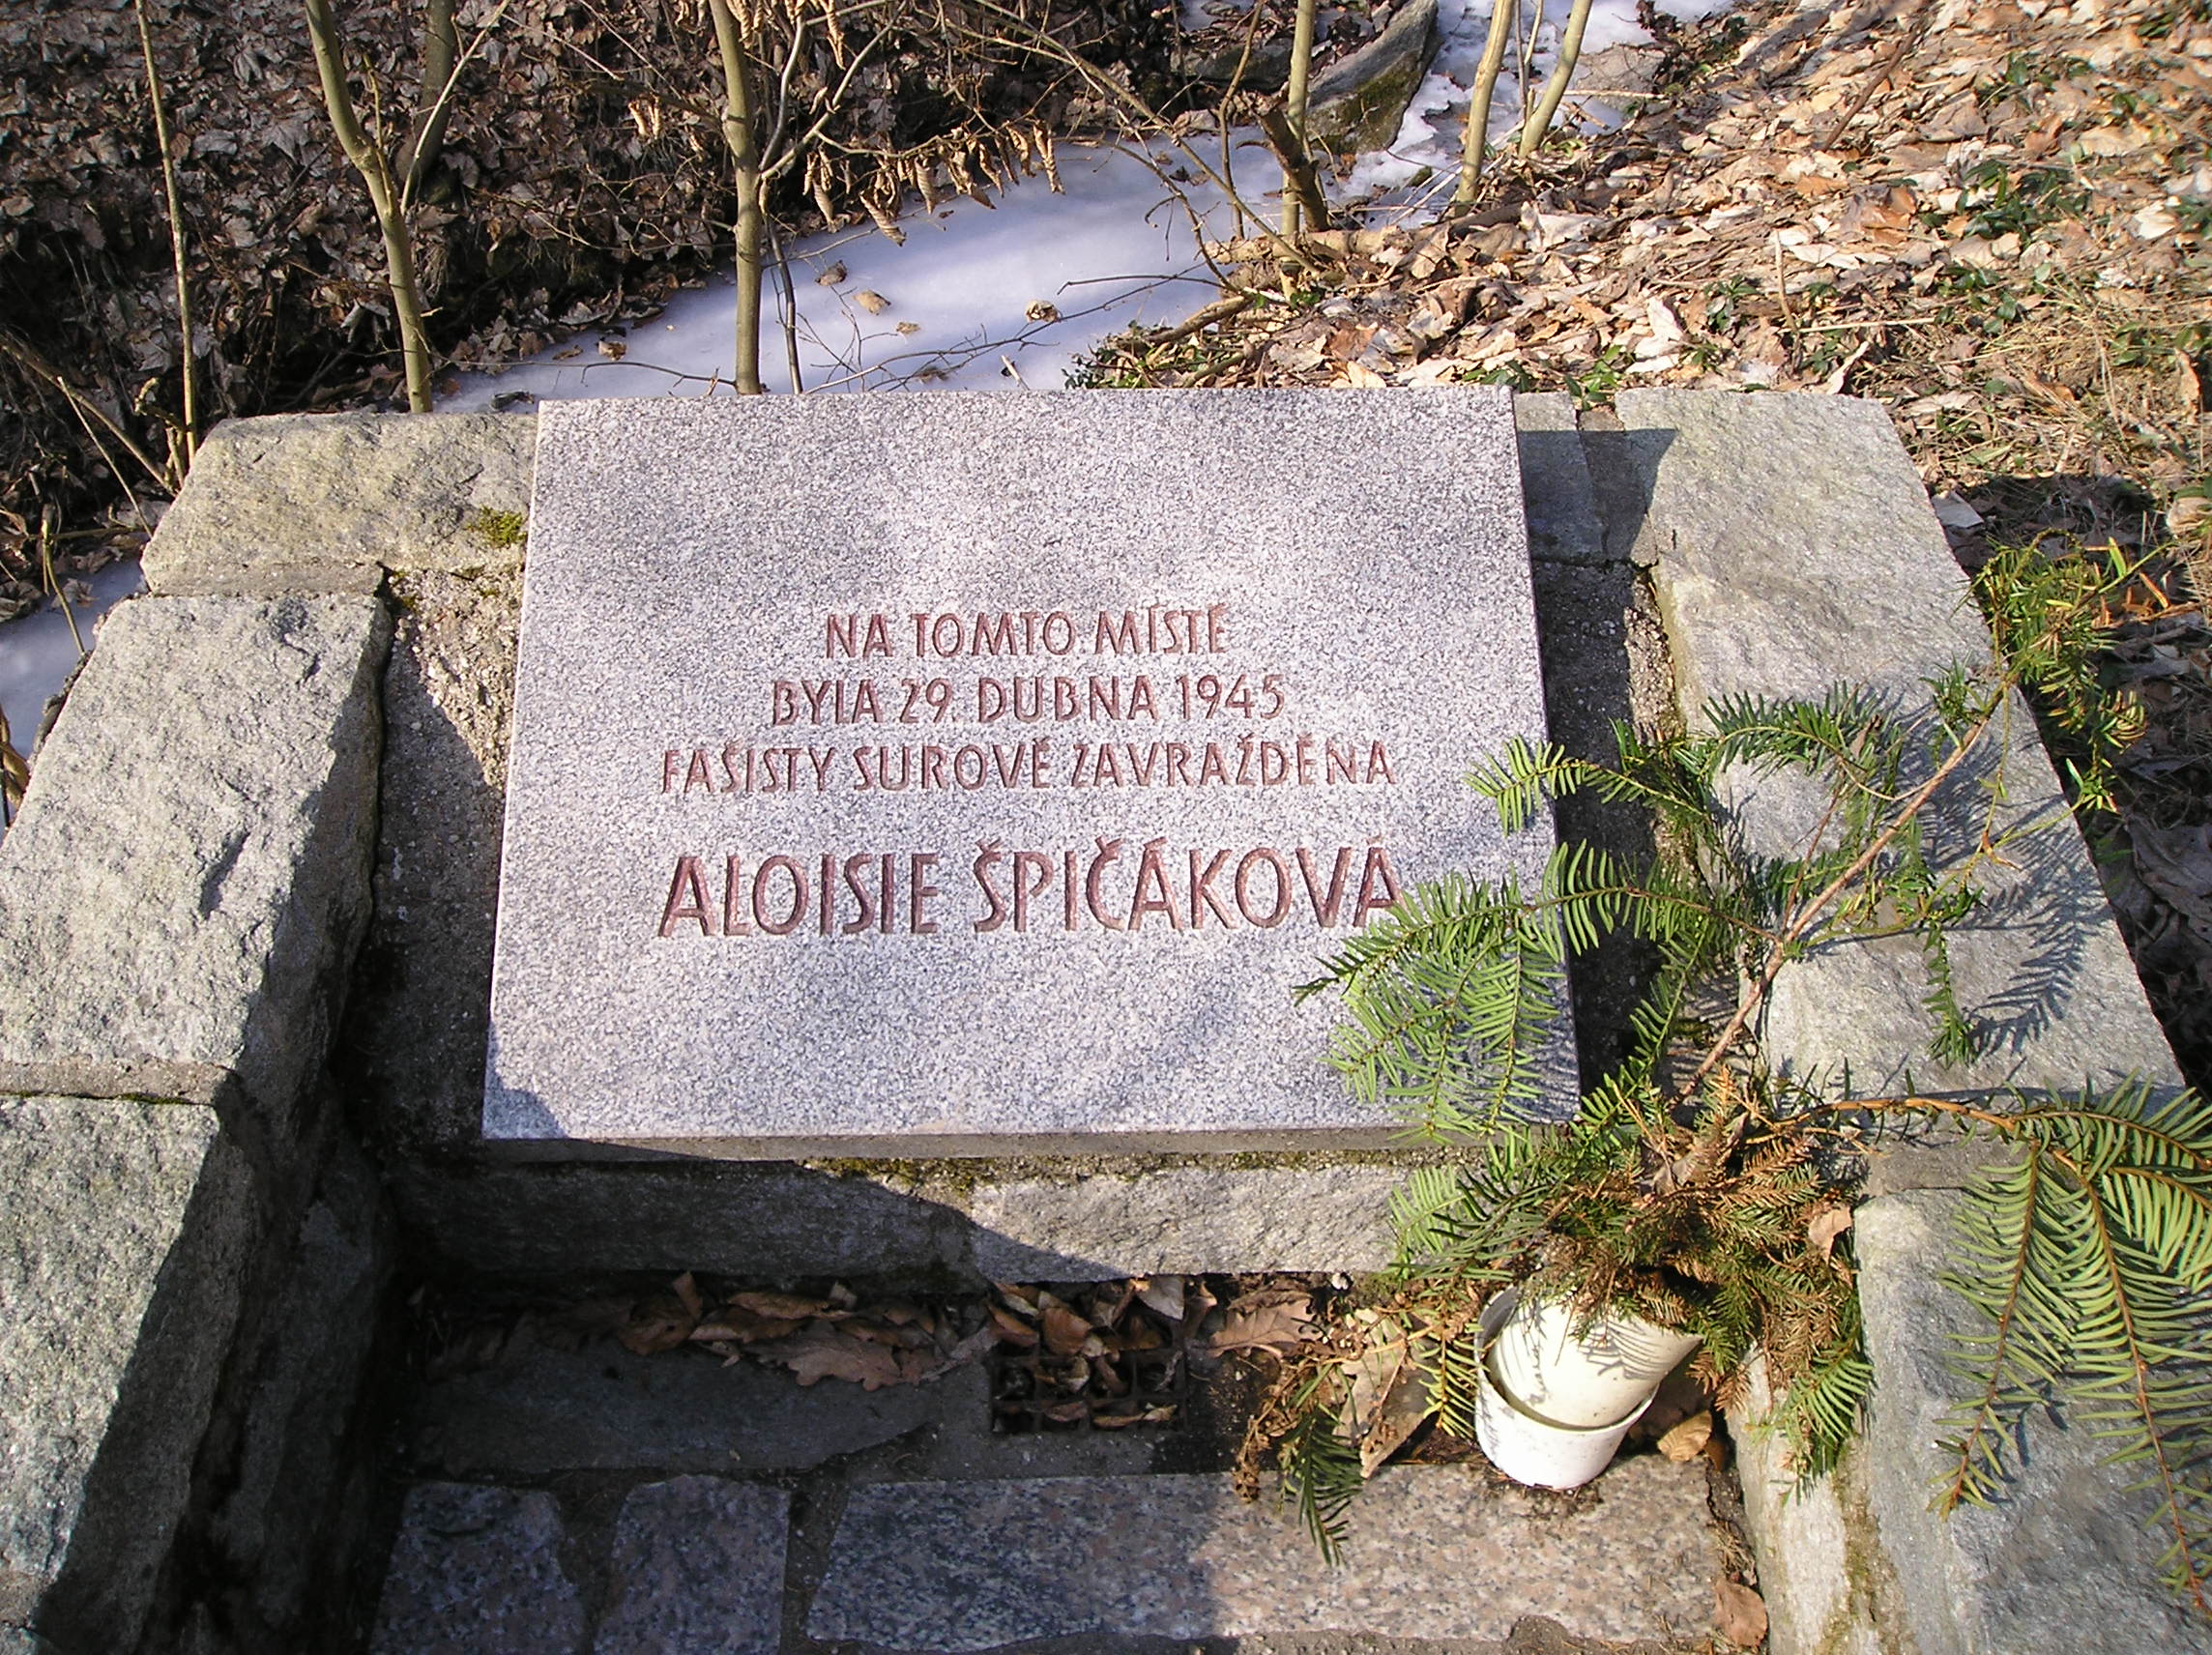 NA TOMTO MÍSTĚ
BYLA 29. DUBNA 1945
FAŠISTY SUROVĚ ZAVRAŽDĚNA
ALOISIE ŠPIČÁKOVÁ